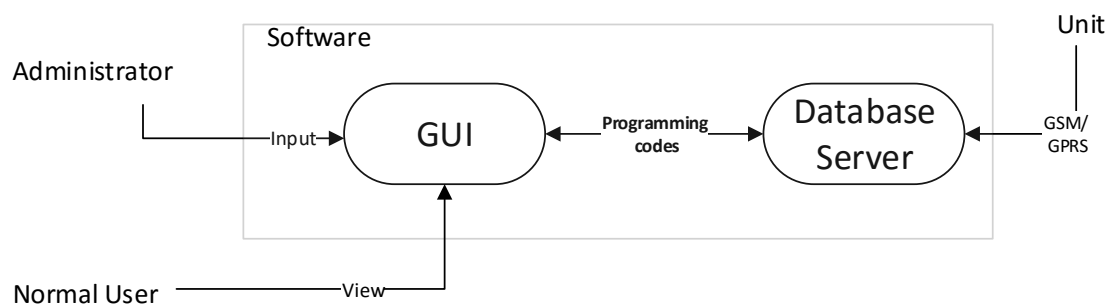 Unit
Software
Administrator
Input
GUI
Programming
codes
Database
Server
GSM/
GPRS
Normal User
View